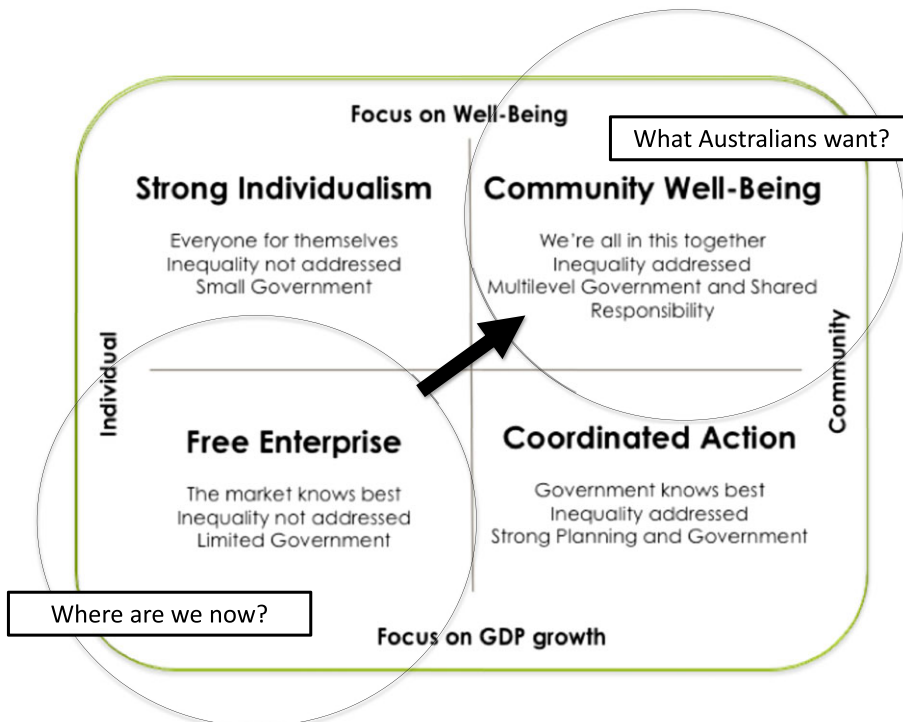 Focus on Well-Being
What Australians want?
Strong Individualism
Everyone for themselves
Inequality not addressed
Small Government
Community Well-Being
We're all in this together
Inequality addressed
Multilevel Government and Shared
Responsibility
Individual
Community
Free Enterprise
The market knows best
Inequality not addressed
Limited Government
Coordinated Action
Government knows best
Inequality addressed
Strong Planning and Government
Where are we now?
Focus on GDP growth